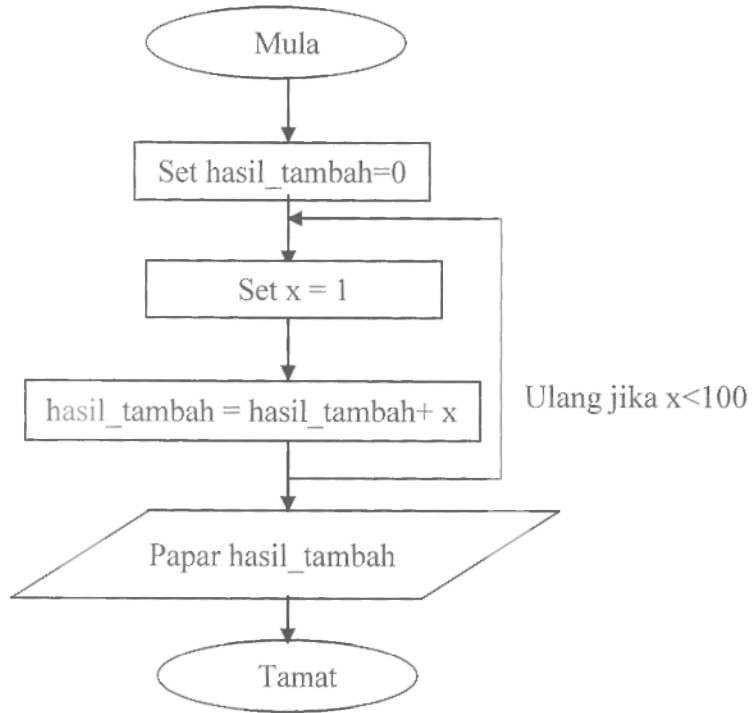 Mula
Set hasil_tambah=0
Set x = 1
hasil_tambah = hasil_tambah+ x
Ulang jika x<100
Papar hasil_tambah
Tamat